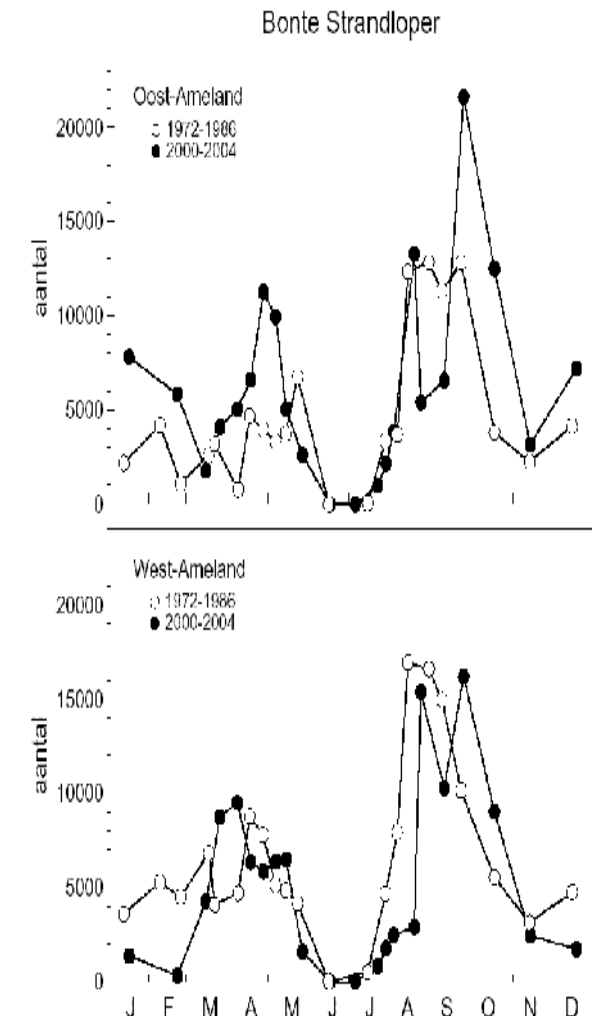 Bonte Strandloper
Oost-Ameland
1972-1986
2000-2004
20000
15000
aantal
10000
5000
0
West-Ameland
1972-1986
2000-2004
20000
15000
aantal
10000
5000
0
J F M A M J J A S O N D